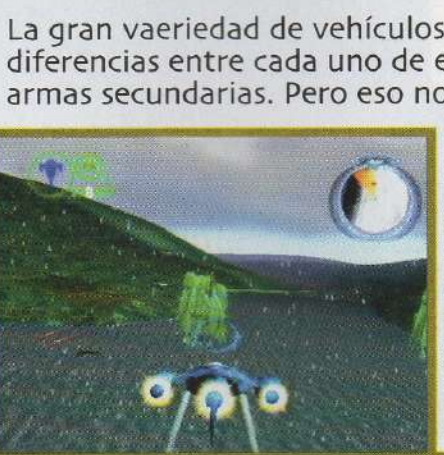 La gran vaeriedad de vehículos
diferencias entre cada uno de e
armas secundarias. Pero eso no